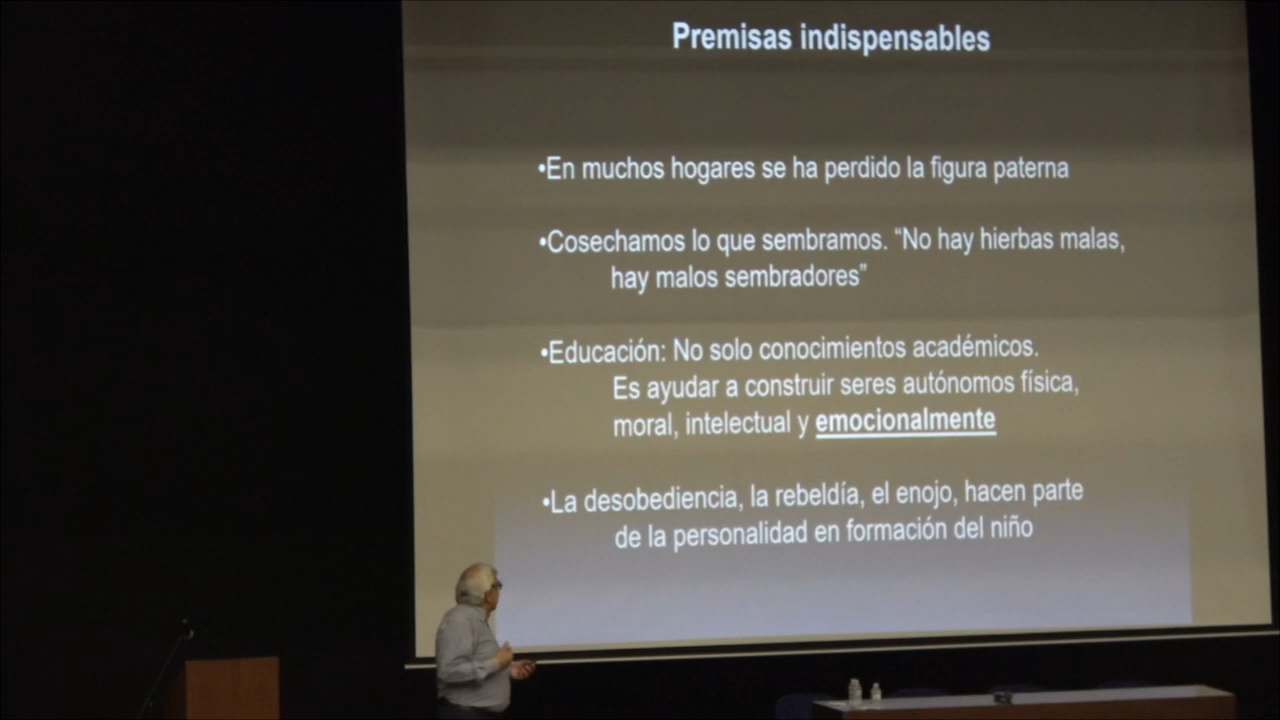 Premisas indispensables
•En muchos hogares se ha perdido la figura paterna
•Cosechamos lo que sembramos. “No hay hierbas malas,
hay malos sembradores”
•Educación: No solo conocimientos académicos.
Es ayudar a construir seres autónomos física,
moral, intelectual y emocionalmente
•La desobediencia, la rebeldía, el enojo, hacen parte
de la personalidad en formación del niño